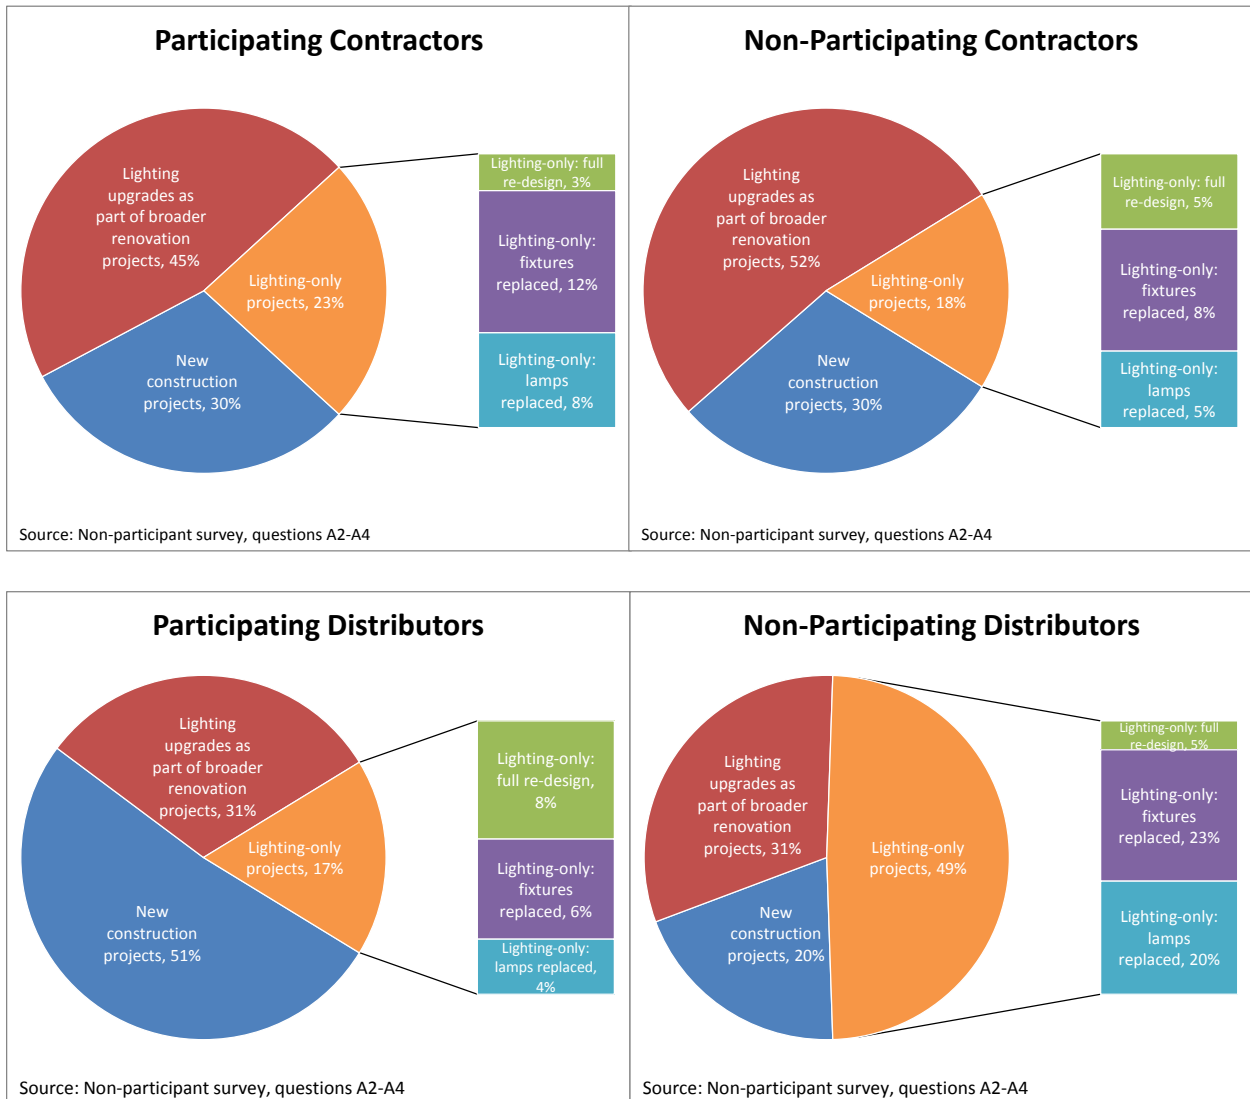 Participating Contractors
Lighting
upgrades as
part of broader
renovation
projects, 45%
Lighting-only
projects, 23%
New
construction
projects, 30%
Lighting-only: full
re-design, 3%
Lighting-only:
fixtures
replaced, 12%
Lighting-only:
lamps
replaced, 8%
Source: Non-participant survey, questions A2-A4
Non-Participating Contractors
Lighting
upgrades as
part of broader
renovation
projects, 52%
Lighting-only
projects, 18%
New
construction
projects, 30%
Lighting-only: full
re-design, 5%
Lighting-only:
fixtures
replaced, 8%
Lighting-only:
lamps
replaced, 5%
Source: Non-participant survey, questions A2-A4
Participating Distributors
Lighting
upgrades as
part of broader
renovation
projects, 31%
Lighting-only
projects, 17%
New
construction
projects, 51%
Lighting-only:
full re-design,
8%
Lighting-only:
fixtures
replaced, 6%
Lighting-only:
lamps replaced,
4%
Source: Non-participant survey, questions A2-A4
Non-Participating Distributors
Lighting
upgrades as
part of broader
renovation
projects, 31%
Lighting-only
projects, 49%
New
construction
projects, 20%
Lighting-only: full
re-design, 5%
Lighting-only:
fixtures
replaced, 23%
Lighting-only:
lamps
replaced, 20%
Source: Non-participant survey, questions A2-A4